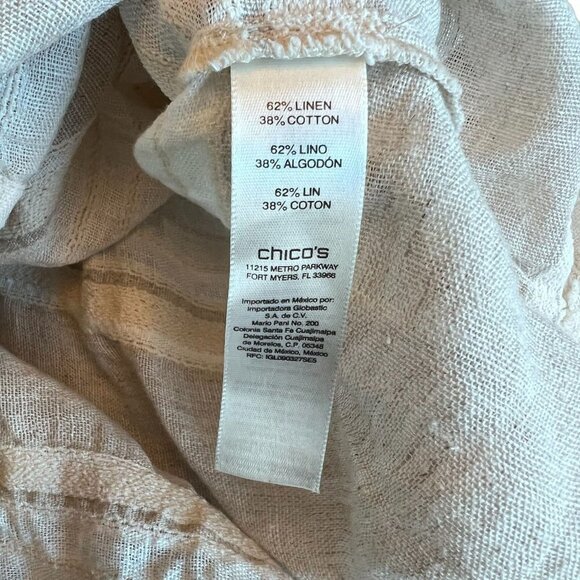 62% LINEN
38% COTTON
62% LINO
38% ALGODÓN
62% LIN
38% COTON
chico's
11215 METRO PARKWAY
FORT MYERS, FL 33966
Importado en México por:
Importadora Globastic
S.A. de C.V.
Mario Pani No. 200
Colonia Santa Fe Cuajimalpa
Delegación Cuajimalpa
de Morelos, C.P. 05348
Ciudad de México, México
RFC: IGL090327SE5